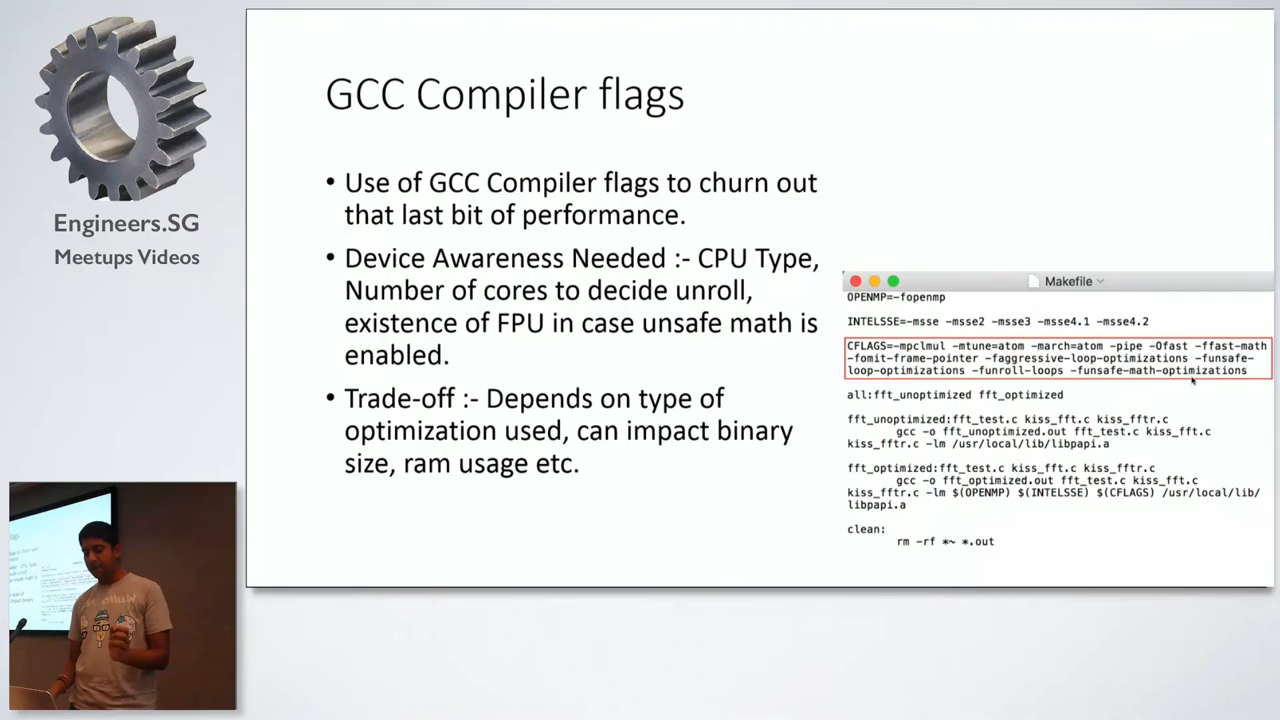 Engineers.SG
Meetups Videos
GCC Compiler flags
• Use of GCC Compiler flags to churn out
that last bit of performance.
• Device Awareness Needed :- CPU Type,
Number of cores to decide unroll,
existence of FPU in case unsafe math is
enabled.
• Trade-off :- Depends on type of
optimization used, can impact binary
size, ram usage etc.
Makefile
OPENMP=-fopenmp
INTELSSE=-msse -msse2 -msse3 -msse4.1 -msse4.2
CFLAGS=-mpclmul -mtune=atom -march=atom -pipe -Ofast -ffast-math
-fomit-frame-pointer -faggressive-loop-optimizations -funsafe-
loop-optimizations -funroll-loops -funsafe-math-optimizations
all:fft_unoptimized fft_optimized
fft_unoptimized:fft_test.c kiss_fft.c kiss_fftr.c
gcc -o fft_unoptimized.out fft_test.c kiss_fft.c
kiss_fftr.c -lm /usr/local/lib/libpapi.a
fft_optimized:fft_test.c kiss_fft.c kiss_fftr.c
gcc -o fft_optimized.out fft_test.c kiss_fft.c
kiss_fftr.c -lm $(OPENMP) $(INTELSSE) $(CFLAGS) /usr/local/lib/
libpapi.a
clean:
rm -rf *~ *.out